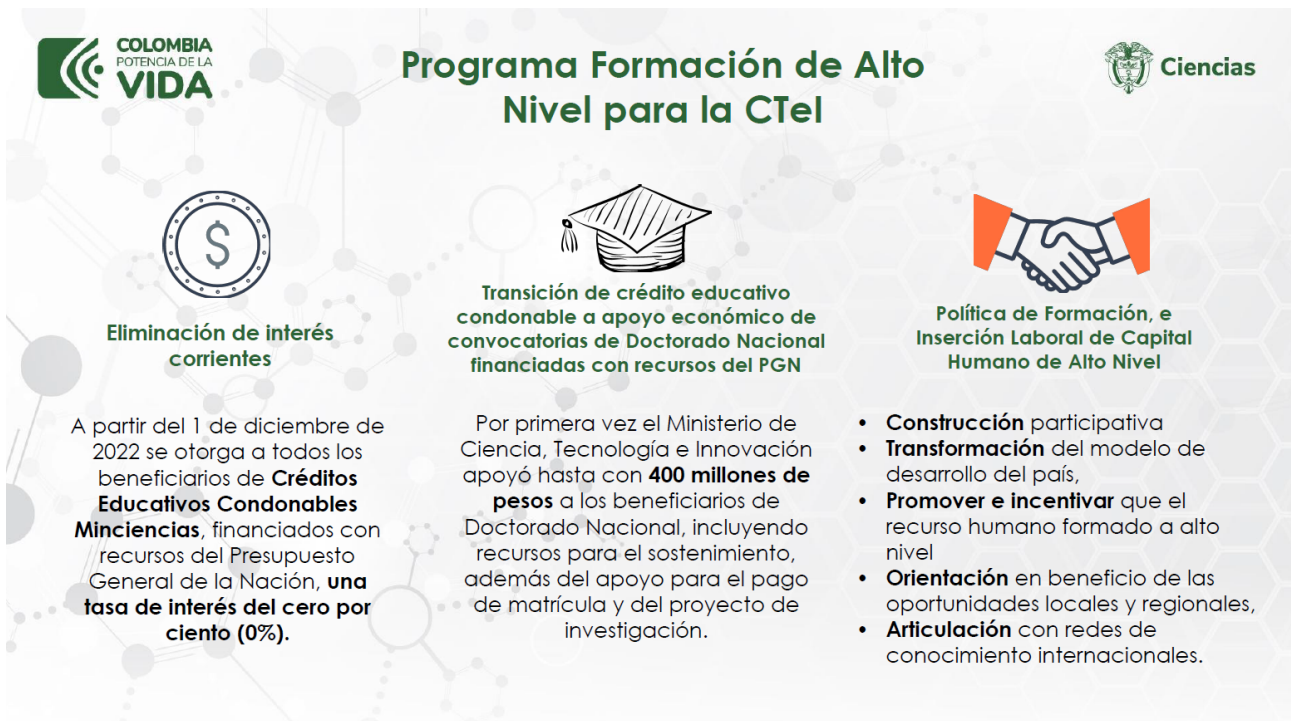 COLOMBIA
POTENCIA DE LA
VIDA
Programa Formación de Alto
Nivel para la CTeI
Ciencias
$
Eliminación de interés
corrientes
A partir del 1 de diciembre de
2022 se otorga a todos los
beneficiarios de Créditos
Educativos Condonables
Minciencias, financiados con
recursos del Presupuesto
General de la Nación, una
tasa de interés del cero por
ciento (0%).
Transición de crédito educativo
condonable a apoyo económico de
convocatorias de Doctorado Nacional
financiadas con recursos del PGN
Por primera vez el Ministerio de
Ciencia, Tecnología e Innovación
apoyó hasta con 400 millones de
pesos a los beneficiarios de
Doctorado Nacional, incluyendo
recursos para el sostenimiento,
además del apoyo para el pago
de matrícula y del proyecto de
investigación.
Política de Formación, e
Inserción Laboral de Capital
Humano de Alto Nivel
• Construcción participativa
• Transformación del modelo de
desarrollo del país,
• Promover e incentivar que el
recurso humano formado a alto
nivel
• Orientación en beneficio de las
oportunidades locales y regionales,
• Articulación con redes de
conocimiento internacionales.